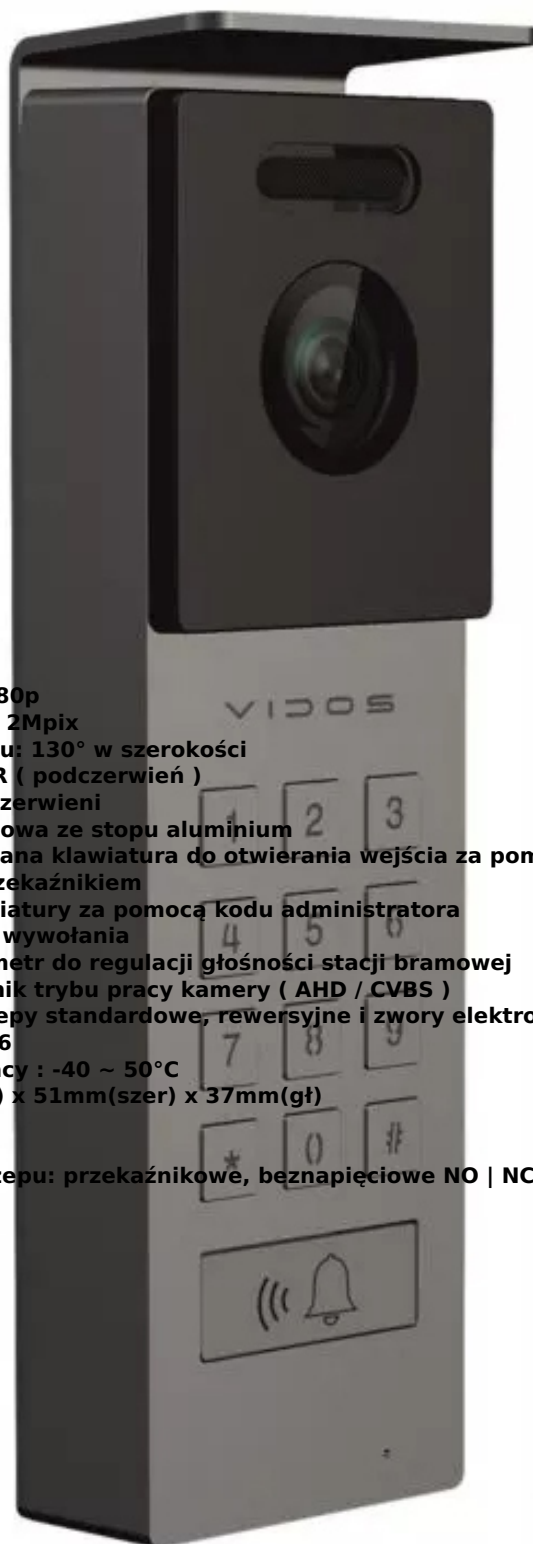 80p
2Mpix
u: 130° w szerokości
R ( podczerwień )
zerwieni
owa ze stopu aluminium
ana klawiatura do otwierania wejścia za pom
zekaźnikiem
iatury za pomocą kodu administratora
wywołania
metr do regulacji głośności stacji bramowej
nik trybu pracy kamery ( AHD / CVBS )
epy standardowe, rewersyjne i zwory elektro
6
cy : -40 ~ 50°C
) x 51mm(szer) x 37mm(gł)
zepu: przekaźnikowe, beznapięciowe NO | NC
VIDOS
1 2 3
4 5 6
7 8 9
* 0 #